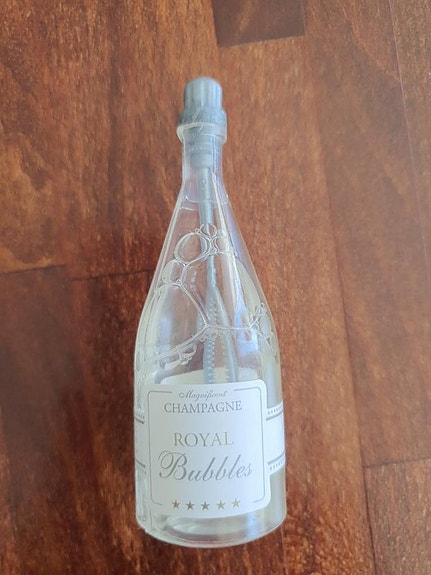 Magnificent
CHAMPAGNE
ROYAL
Bubbles